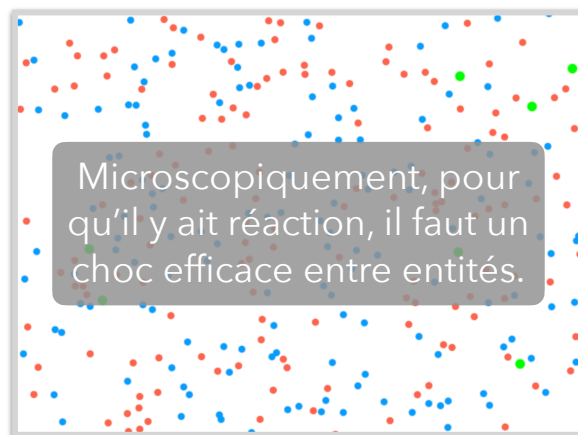 Microscopiquement, pour
qu’il y ait réaction, il faut un
choc efficace entre entités.